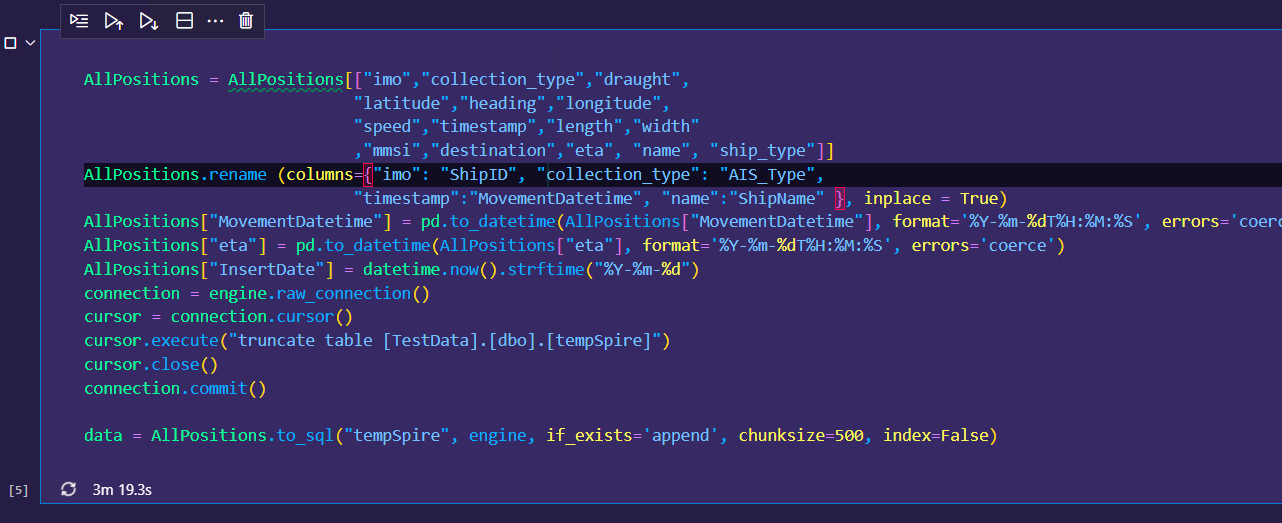 AllPositions = AllPositions[["imo","collection_type","draught",
"latitude","heading","longitude",
"speed","timestamp","length","width"
,"mmsi","destination","eta", "name", "ship_type"]]
AllPositions.rename (columns={"imo": "ShipID", "collection_type": "AIS_Type",
"timestamp":"MovementDatetime", "name":"ShipName" }, inplace = True)
AllPositions["MovementDatetime"] = pd.to_datetime(AllPositions["MovementDatetime"], format='%Y-%m-%dT%H:%M:%S', errors='coerc
AllPositions["eta"] = pd.to_datetime(AllPositions["eta"], format='%Y-%m-%dT%H:%M:%S', errors='coerce')
AllPositions["InsertDate"] = datetime.now().strftime("%Y-%m-%d")
connection = engine.raw_connection()
cursor = connection.cursor()
cursor.execute("truncate table [TestData].[dbo].[tempSpire]")
cursor.close()
connection.commit()
data = AllPositions.to_sql("tempSpire", engine, if_exists='append', chunksize=500, index=False)
[5] 3m 19.3s